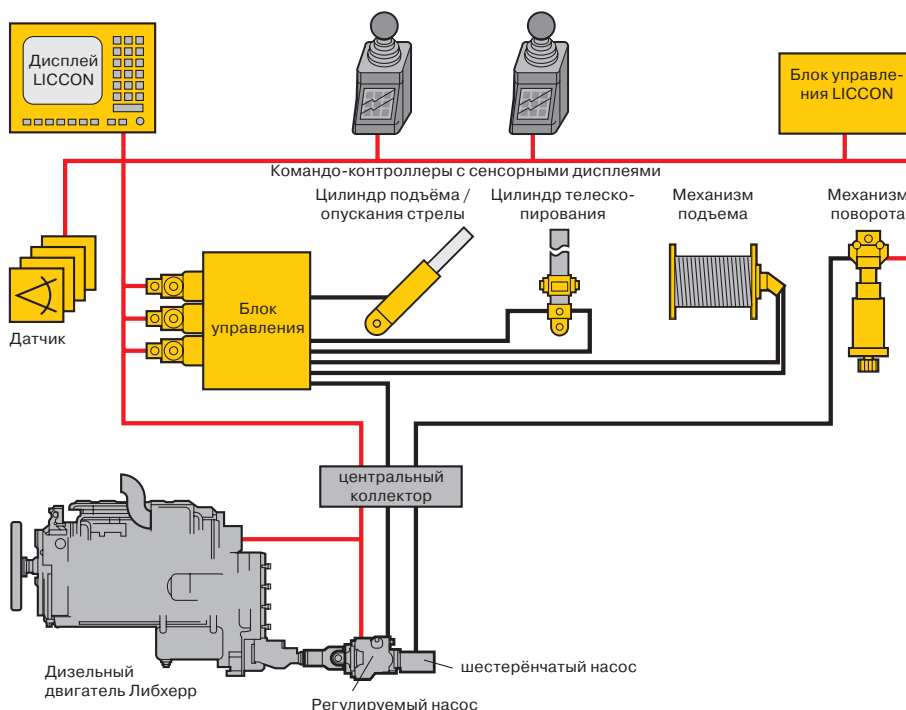 Дисплей
LICCON
Блок управле-
ния LICCON
Командо-контроллеры с сенсорными дисплеями
Цилиндр подъёма /
опускания стрелы
Цилиндр телеско-
пирования
Механизм
подъема
Механизм
поворота
Датчик
Блок
управления
центральный
коллектор
Дизельный
двигатель Либхерр
шестерёнчатый насос
Регулируемый насос